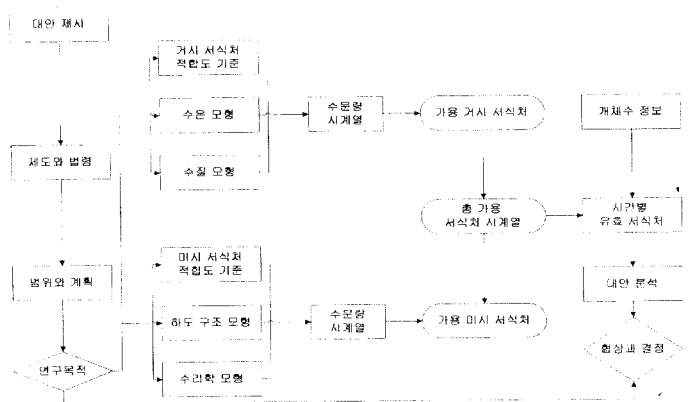 대안 제시
거시 서식처
적합도 기준
수온 모형
수문량
시계열
가용 거시 서식처
개체수 정보
제도와 법령
수질 모형
총 가용
서식처 시계열
시간별
유효 서식처
미시 서식처
적합도 기준
범위와 계획
대안 분석
하도 구조 모형
수문량
시계열
가용 미시 서식처
협상과 결정
연구목적
수리학 모형